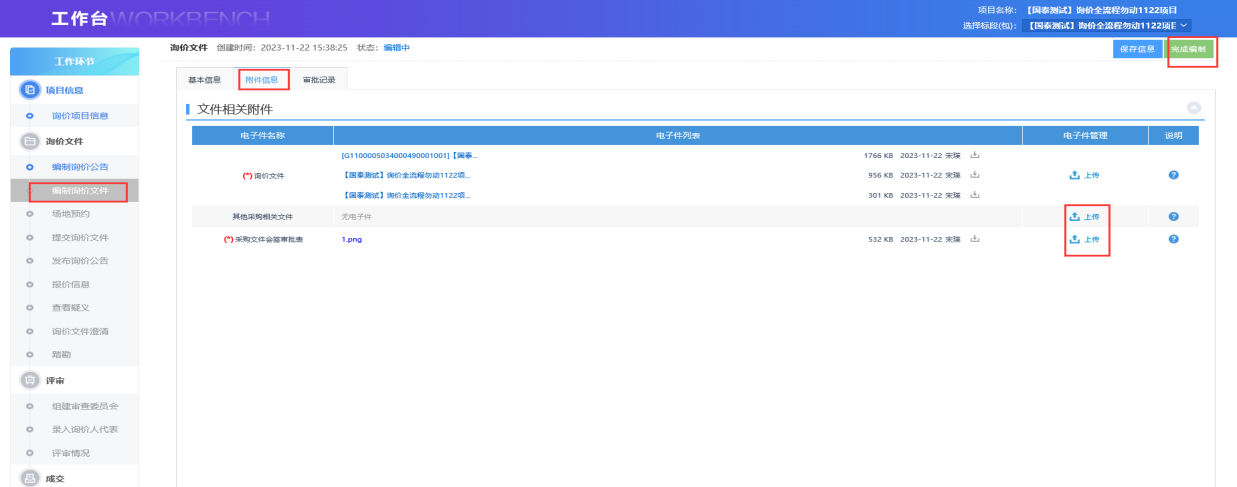 工作台WORKBENCH
项目名称: 【国泰测试】询价全流程勿动1122项目
选择标段(包): 【国泰测试】询价全流程勿动1122项目
工作环节
项目信息
询价项目信息
询价文件
编制询价公告
编制询价文件
场地预约
提交询价文件
发布询价公告
报价信息
查看疑义
询价文件澄清
踏勘
评审
组建审查委员会
录入询价人代表
评审情况
成交
询价文件 创建时间: 2023-11-22 15:38:25 状态: 编辑中
保存信息 完成编制
基本信息 附件信息 审批记录
文件相关附件
电子件名称 电子件列表 电子件管理 说明
(*) 询价文件 上传
[G1100005034000490001001]【国泰... 1766 KB 2023-11-22 宋瑛
【国泰测试】询价全流程勿动1122项... 956 KB 2023-11-22 宋瑛
【国泰测试】询价全流程勿动1122项... 301 KB 2023-11-22 宋瑛
其他采购相关文件 无电子件 上传
(*) 采购文件会签审批表 1.png 532 KB 2023-11-22 宋瑛 上传